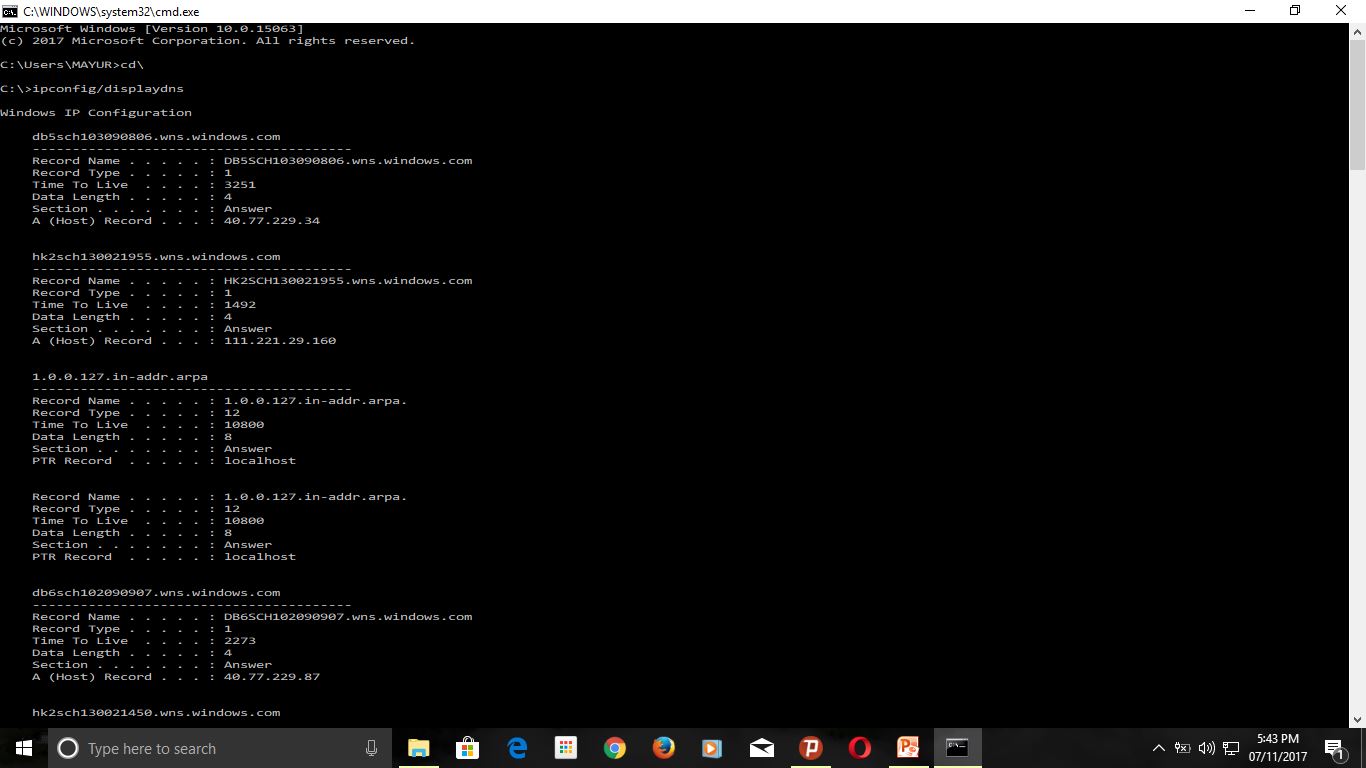 C:\WINDOWS\system32\cmd.exe
Microsoft Windows [Version 10.0.15063]
(c) 2017 Microsoft Corporation. All rights reserved.
C:\Users\MAYUR>cd\
C:\>ipconfig/displaydns
Windows IP Configuration
db5sch103090806.wns.windows.com
----------------------------------------
Record Name . . . . . : DB5SCH103090806.wns.windows.com
Record Type . . . . . : 1
Time To Live  . . . . : 3251
Data Length . . . . . : 4
Section . . . . . . . : Answer
A (Host) Record . . . : 40.77.229.34
hk2sch130021955.wns.windows.com
----------------------------------------
Record Name . . . . . : HK2SCH130021955.wns.windows.com
Record Type . . . . . : 1
Time To Live  . . . . : 1492
Data Length . . . . . : 4
Section . . . . . . . : Answer
A (Host) Record . . . : 111.221.29.160
1.0.0.127.in-addr.arpa
----------------------------------------
Record Name . . . . . : 1.0.0.127.in-addr.arpa.
Record Type . . . . . : 12
Time To Live  . . . . : 10800
Data Length . . . . . : 8
Section . . . . . . . : Answer
PTR Record  . . . . . : localhost
Record Name . . . . . : 1.0.0.127.in-addr.arpa.
Record Type . . . . . : 12
Time To Live  . . . . : 10800
Data Length . . . . . : 8
Section . . . . . . . : Answer
PTR Record  . . . . . : localhost
db6sch102090907.wns.windows.com
----------------------------------------
Record Name . . . . . : DB6SCH102090907.wns.windows.com
Record Type . . . . . : 1
Time To Live  . . . . : 2273
Data Length . . . . . : 4
Section . . . . . . . : Answer
A (Host) Record . . . : 40.77.229.87
hk2sch130021450.wns.windows.com
Type here to search
5:43 PM
07/11/2017
1